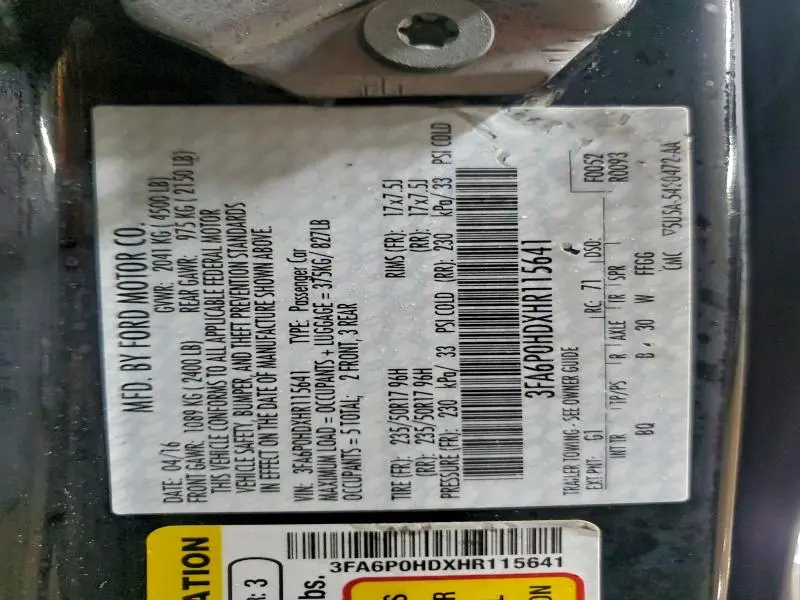 MFD. BY FORD MOTOR CO.
DATE: 04/16 GVWR: 2041 KG ( 4500 LB)
FRONT GAWR: 1089 KG ( 2400 LB) REAR GAWR: 975 KG ( 2150 LB)
THIS VEHICLE CONFORMS TO ALL APPLICABLE FEDERAL MOTOR
VEHICLE SAFETY, BUMPER, AND THEFT PREVENTION STANDARDS
IN EFFECT ON THE DATE OF MANUFACTURE SHOWN ABOVE.
VIN: 3FA6P0HDXHR115641 TYPE: Passenger Car
MAXIMUM LOAD = OCCUPANTS + LUGGAGE = 375KG/ 827LB
OCCUPANTS = 5 TOTAL: 2 FRONT, 3 REAR
TIRE (FR): 235/50R17 96H RIMS (FR): 17x7.5J
(RR): 235/50R17 96H (RR): 17x7.5J
PRESSURE (FR): 230 kPa/ 33 PSI COLD (RR): 230 kPa/ 33 PSI COLD
3FA6P0HDXHR115641
TRAILER TOWING - SEE OWNER GUIDE F0052
EXT PNT: G1 RC: 71 DSO: R0093
INT TR TP/PS R AXLE TR SPR
BQ B 30 W FFGG
3FA6P0HDXHR115641
ATION
R: 3
bs.